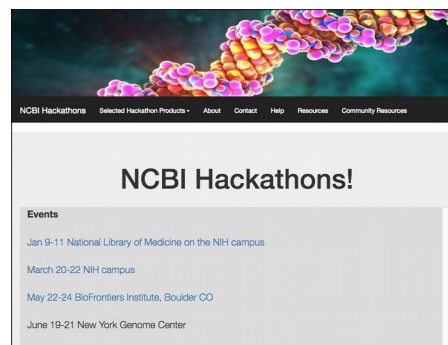 NCBI Hackathons Selected Hackathon Products About Contact Help Resources Community Resources
NCBI Hackathons!
Events
Jan 9-11 National Library of Medicine on the NIH campus
March 20-22 NIH campus
May 22-24 BioFrontiers Institute, Boulder CO
June 19-21 New York Genome Center